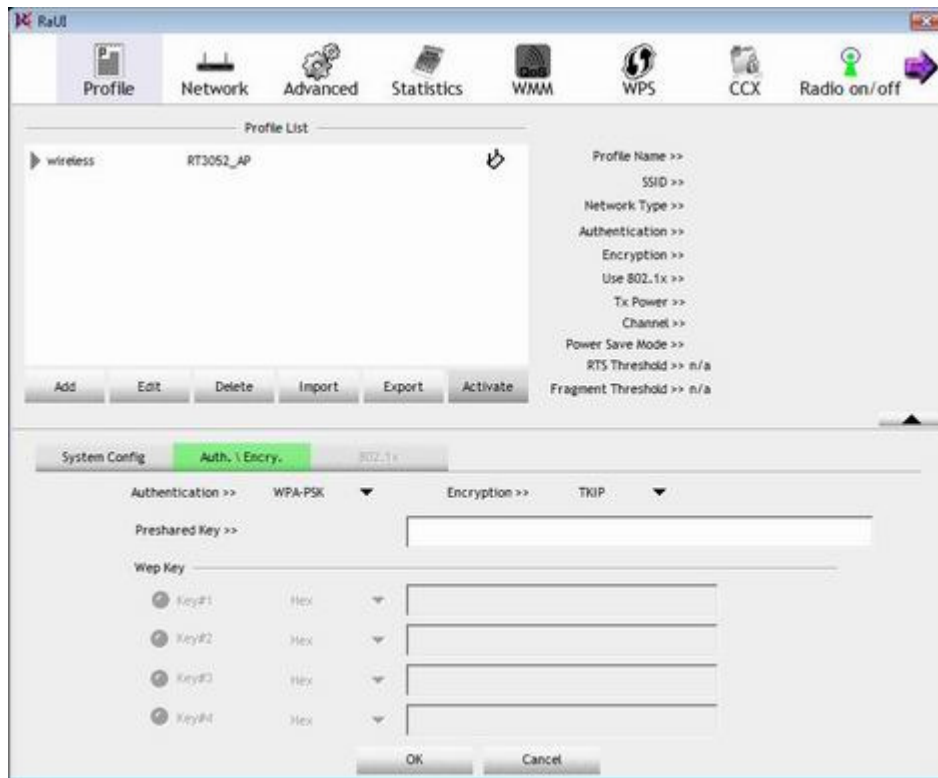 RaUI
Profile Network Advanced Statistics QoS WMM WPS CCX Radio on/off
Profile List
wireless RT3052_AP
Profile Name >>
SSID >>
Network Type >>
Authentication >>
Encryption >>
Use 802.1x >>
Tx Power >>
Channel >>
Power Save Mode >>
RTS Threshold >> n/a
Fragment Threshold >> n/a
Add Edit Delete Import Export Activate
System Config Auth. \ Encry. 802.1x
Authentication >> WPA-PSK Encryption >> TKIP
Preshared Key >>
Wep Key
Key#1 Hex
Key#2 Hex
Key#3 Hex
Key#4 Hex
OK Cancel